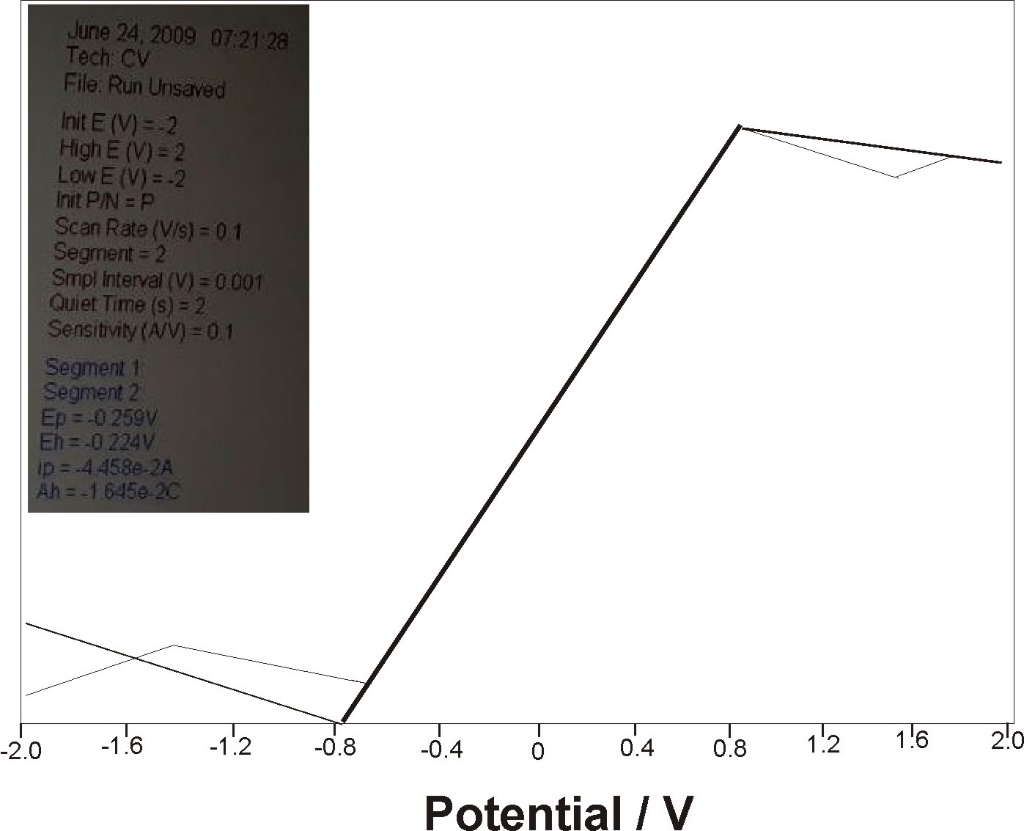 June 24, 2009 07:21:28
Tech: CV
File: Run Unsaved
Init E (V) = -2
High E (V) = 2
Low E (V) = -2
Init P/N = P
Scan Rate (V/s) = 0.1
Segment = 2
Smpl Interval (V) = 0.001
Quiet Time (s) = 2
Sensitivity (A/V) = 0.1
Segment 1:
Segment 2:
Ep = -0.259V
Eh = -0.224V
ip = -4.458e-2A
Ah = -1.645e-2C
-2.0 -1.6 -1.2 -0.8 -0.4 0 0.4 0.8 1.2 1.6 2.0
Potential / V